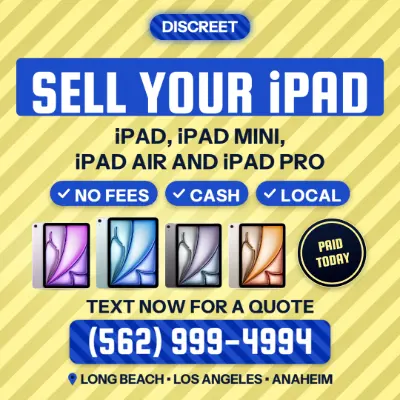 DISCREET
SELL YOUR iPAD
iPAD, iPAD MINI,
iPAD AIR AND iPAD PRO
NO FEES CASH LOCAL
PAID
TODAY
TEXT NOW FOR A QUOTE
(562) 999-4994
LONG BEACH • LOS ANGELES • ANAHEIM